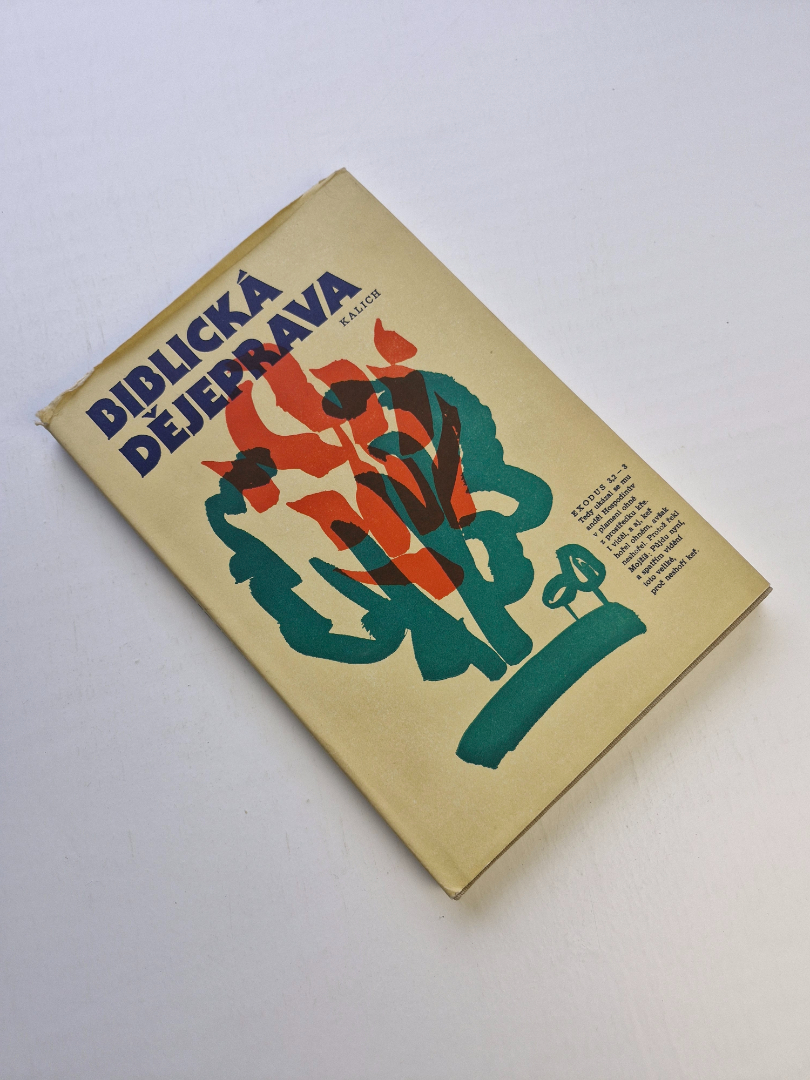 BIBLICKÁ
DĚJEPRAVA
KALICH
EXODUS 3,2–3
Tedy ukázal se mu
anděl Hospodinův
v plameni ohně
z prostředku kře.
I viděl, a aj, keř
hořel ohněm, avšak
neshořel. Protož řekl
Mojžíš: Půjdu nyní,
a spatřím vidění
toto veliké,
proč neshoří keř.